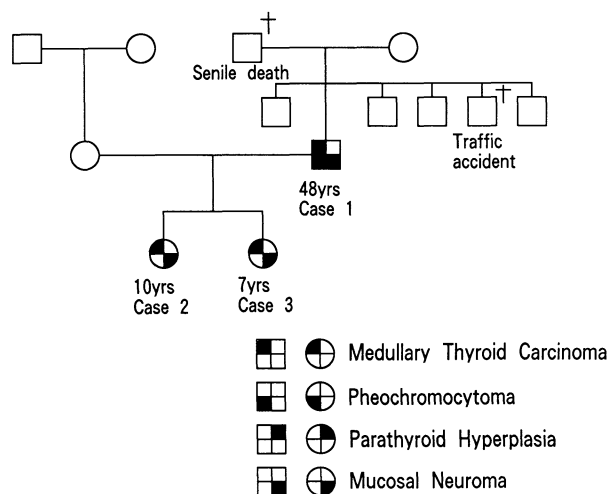 Senile death
Traffic
accident
48yrs
Case 1
10yrs
Case 2
7yrs
Case 3
Medullary Thyroid Carcinoma
Pheochromocytoma
Parathyroid Hyperplasia
Mucosal Neuroma